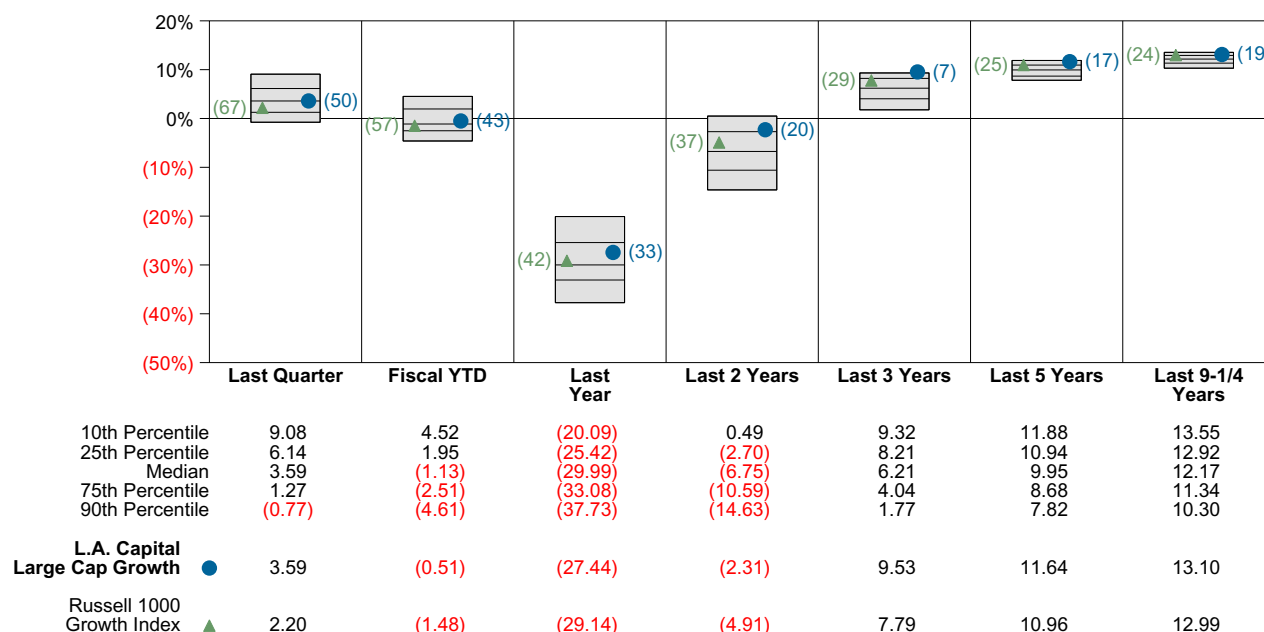 20%
10%
0%
(10%)
(20%)
(30%)
(40%)
(50%)
(67) (50)
(57) (43)
(42) (33)
(37) (20)
(29) (7)
(25) (17)
(24) (19
Last Quarter Fiscal YTD Last Year Last 2 Years Last 3 Years Last 5 Years Last 9-1/4 Years
10th Percentile 9.08 4.52 (20.09) 0.49 9.32 11.88 13.55
25th Percentile 6.14 1.95 (25.42) (2.70) 8.21 10.94 12.92
Median 3.59 (1.13) (29.99) (6.75) 6.21 9.95 12.17
75th Percentile 1.27 (2.51) (33.08) (10.59) 4.04 8.68 11.34
90th Percentile (0.77) (4.61) (37.73) (14.63) 1.77 7.82 10.30
L.A. Capital
Large Cap Growth 3.59 (0.51) (27.44) (2.31) 9.53 11.64 13.10
Russell 1000
Growth Index 2.20 (1.48) (29.14) (4.91) 7.79 10.96 12.99